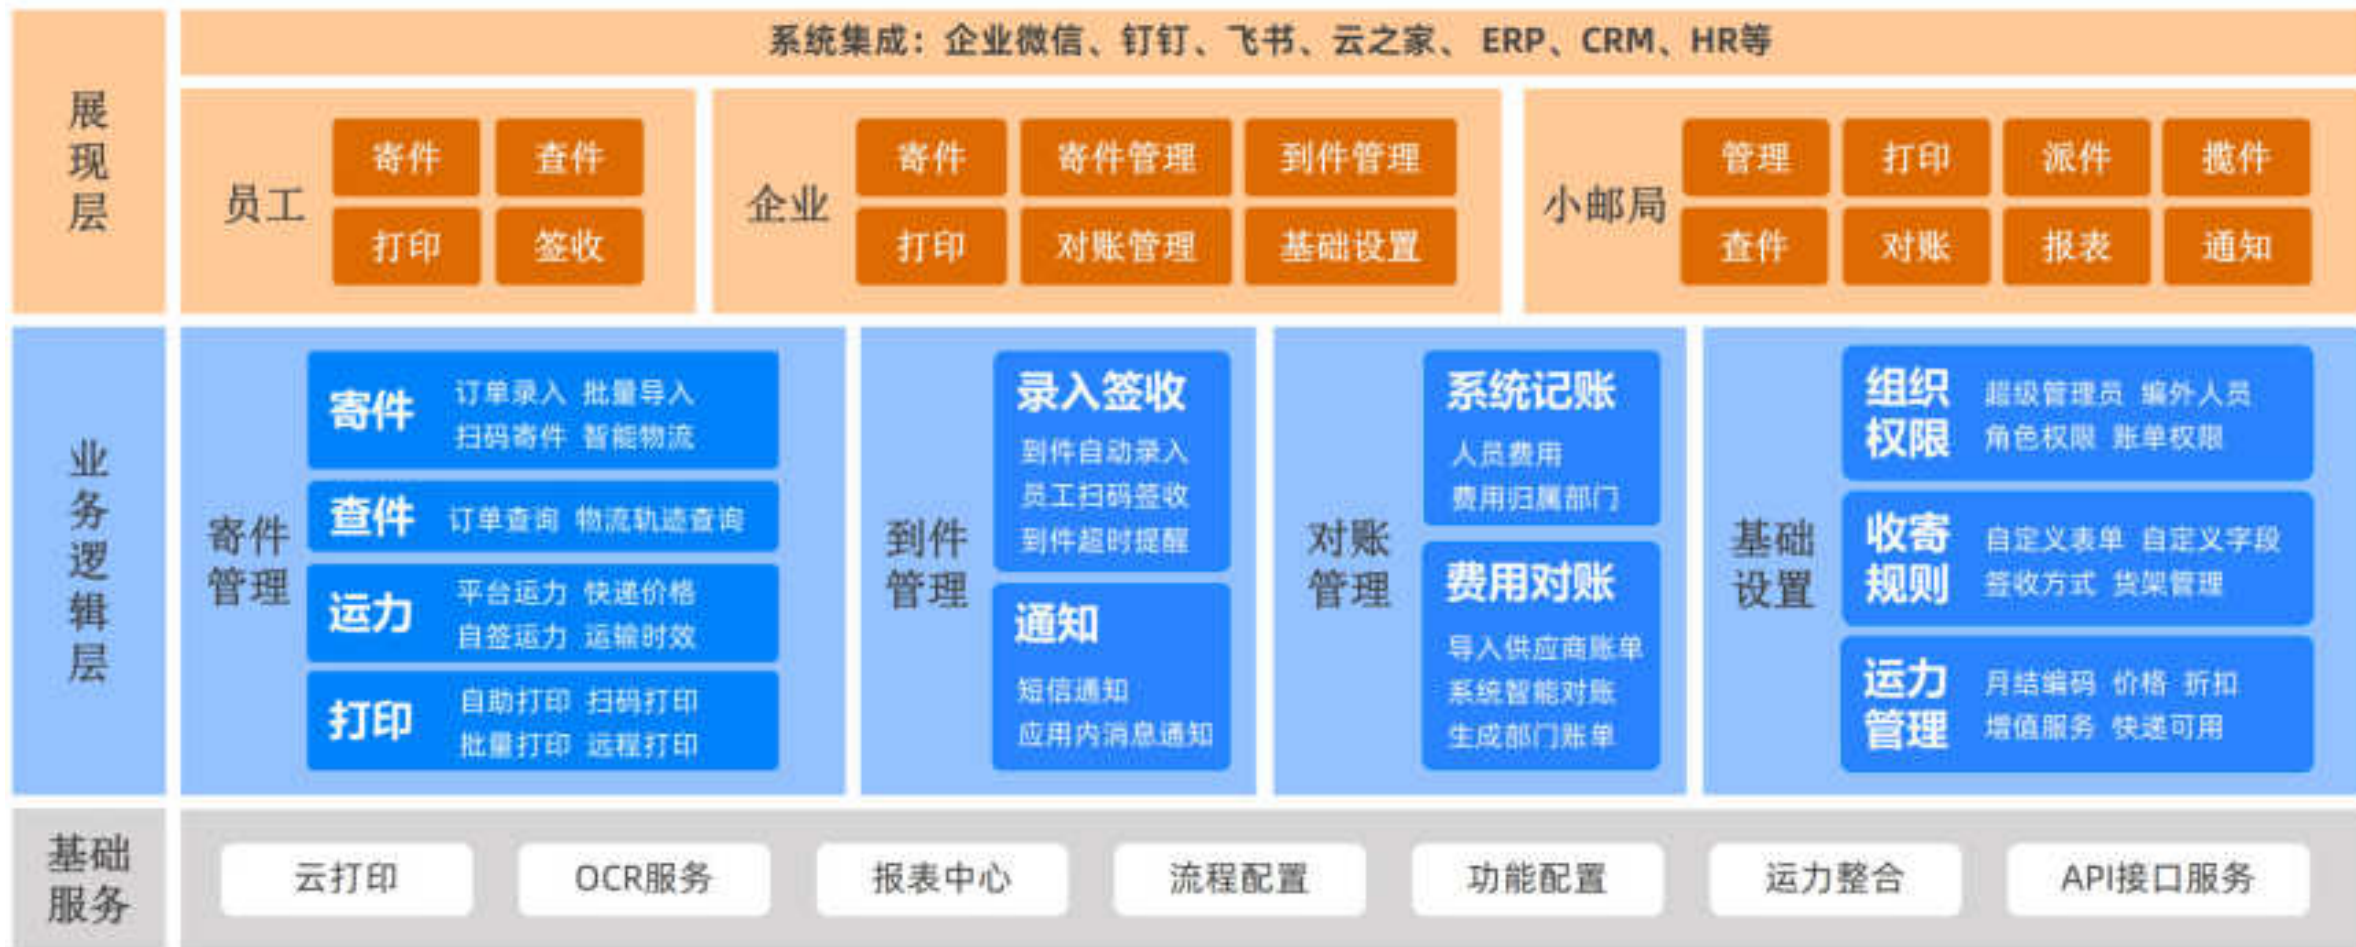 展现层
系统集成：企业微信、钉钉、飞书、云之家、 ERP、CRM、HR等
员工
寄件 查件
打印 签收
企业
寄件 寄件管理 到件管理
打印 对账管理 基础设置
小邮局
管理 打印 派件 揽件
查件 对账 报表 通知
业务逻辑层
寄件
管理
寄件
订单录入 批量导入
扫码寄件 智能物流
查件
订单查询 物流轨迹查询
运力
平台运力 快递价格
自签运力 运输时效
打印
自助打印 扫码打印
批量打印 远程打印
到件
管理
录入签收
到件自动录入
员工扫码签收
到件超时提醒
通知
短信通知
应用内消息通知
对账
管理
系统记账
人员费用
费用归属部门
费用对账
导入供应商账单
系统智能对账
生成部门账单
基础
设置
组织
权限
超级管理员 编外人员
角色权限 账单权限
收寄
规则
自定义表单 自定义字段
签收方式 货架管理
运力
管理
月结编码 价格 折扣
增值服务 快递可用
基础
服务
云打印 OCR服务 报表中心 流程配置 功能配置 运力整合 API接口服务